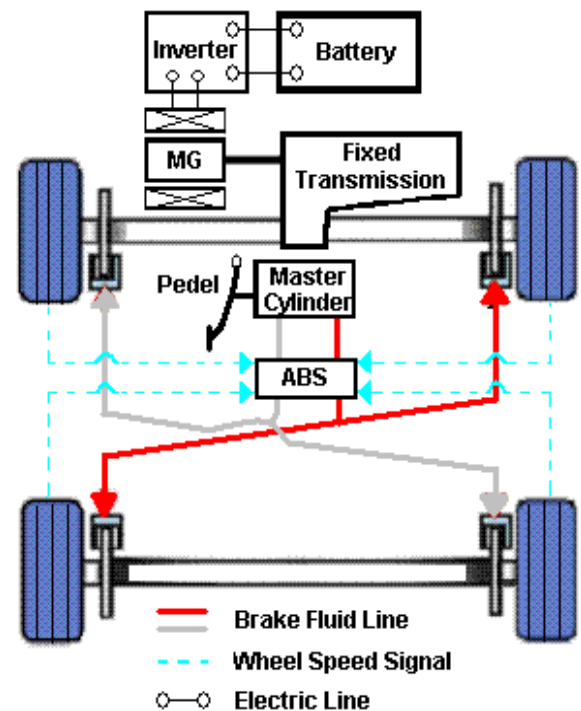 Inverter
Battery
MG
Fixed
Transmission
Pedel
Master
Cylinder
ABS
Brake Fluid Line
Wheel Speed Signal
Electric Line